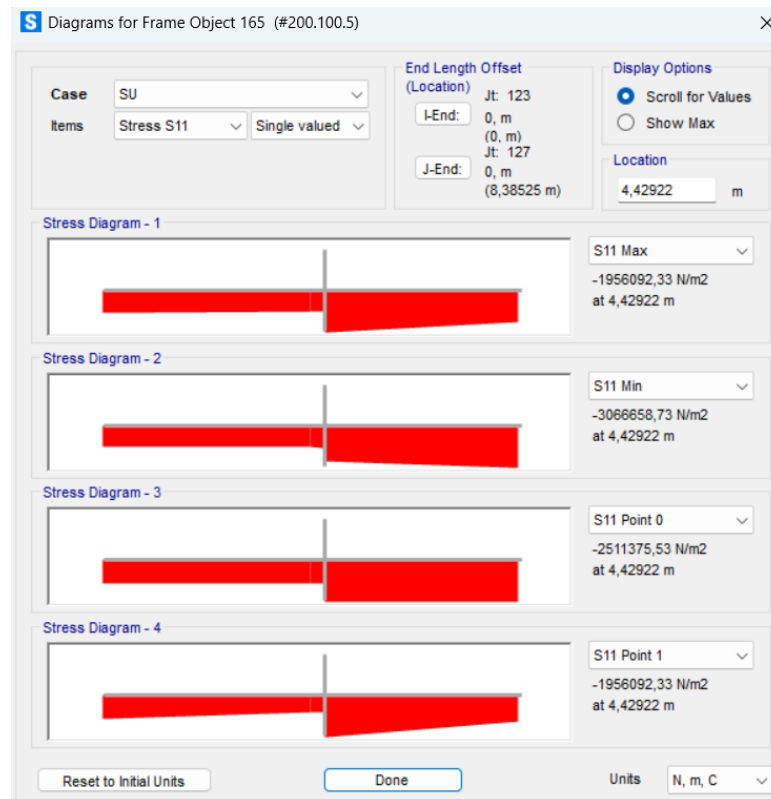 S Diagrams for Frame Object 165 (#200.100.5)
Case SU
Items Stress S11 Single valued
End Length Offset
(Location)
I-End: Jt: 123
0, m
(0, m)
J-End: Jt: 127
0, m
(8,38525 m)
Display Options
Scroll for Values
Show Max
Location
4,42922 m
Stress Diagram - 1
S11 Max
-1956092,33 N/m2
at 4,42922 m
Stress Diagram - 2
S11 Min
-3066658,73 N/m2
at 4,42922 m
Stress Diagram - 3
S11 Point 0
-2511375,53 N/m2
at 4,42922 m
Stress Diagram - 4
S11 Point 1
-1956092,33 N/m2
at 4,42922 m
Reset to Initial Units Done Units N, m, C